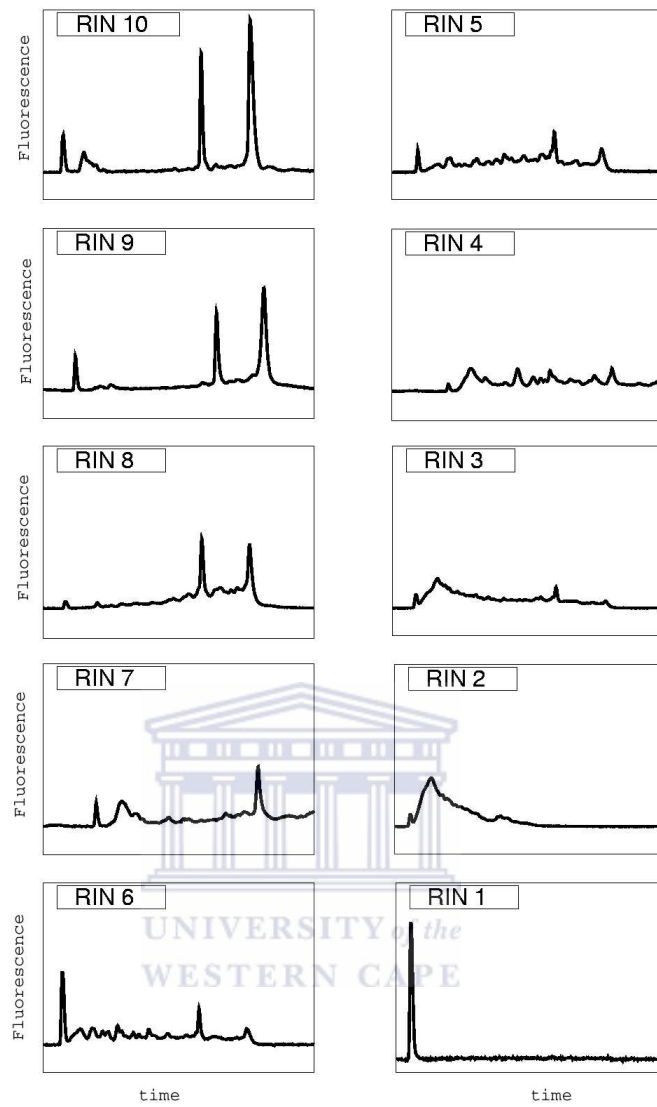 RIN 10
RIN 5
Fluorescence
RIN 9
RIN 4
Fluorescence
RIN 8
RIN 3
Fluorescence
RIN 7
RIN 2
Fluorescence
RIN 6
RIN 1
Fluorescence
UNIVERSITY of the
WESTERN CAPE
time
time